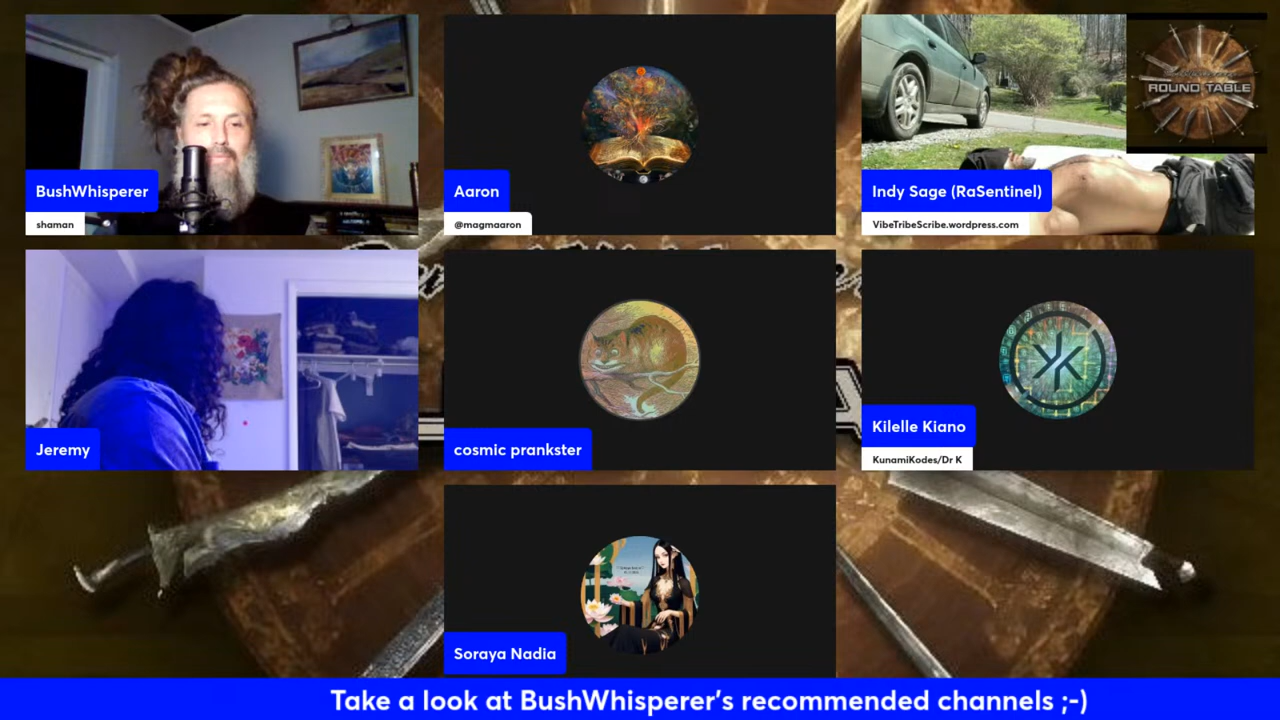 BushWhisperer
shaman
Aaron
@magmaaron
ROUND TABLE
Indy Sage (RaSentinel)
VibeTribeScribe.wordpress.com
Jeremy
cosmic prankster
Kilelle Kiano
KunamiKodes/Dr K
Soraya Nadia
Take a look at BushWhisperer's recommended channels ;-)